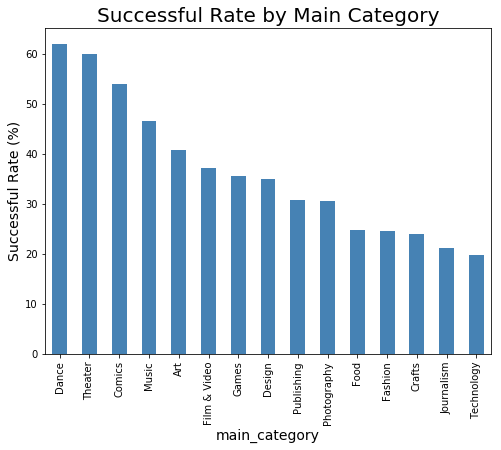 Successful Rate by Main Category
Successful Rate (%)
60
50
40
30
20
10
0
Dance
Theater
Comics
Music
Art
Film & Video
Games
Design
Publishing
Photography
Food
Fashion
Crafts
Journalism
Technology
main_category